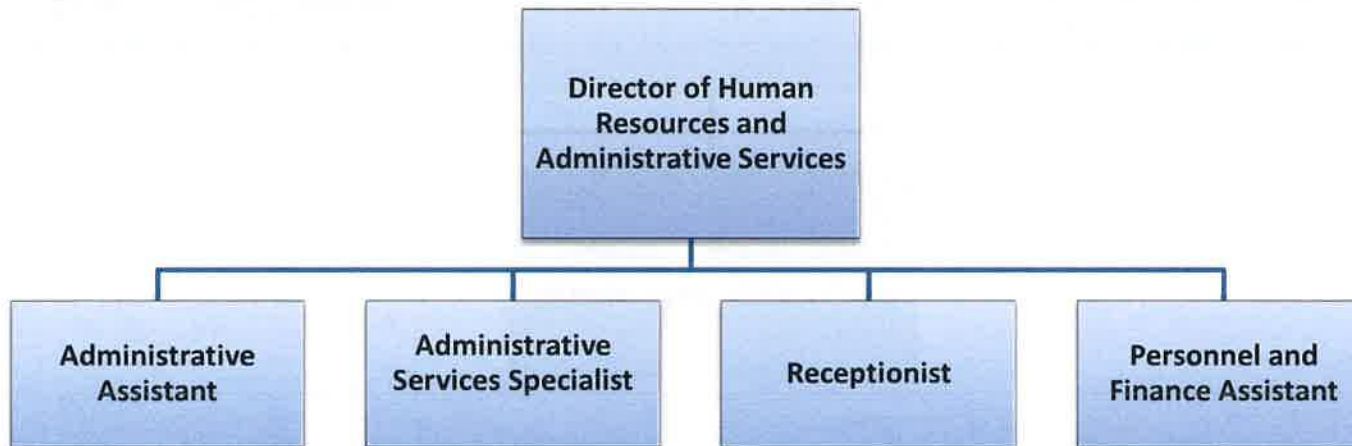 Director of Human
Resources and
Administrative Services
Administrative
Assistant
Administrative
Services Specialist
Receptionist
Personnel and
Finance Assistant